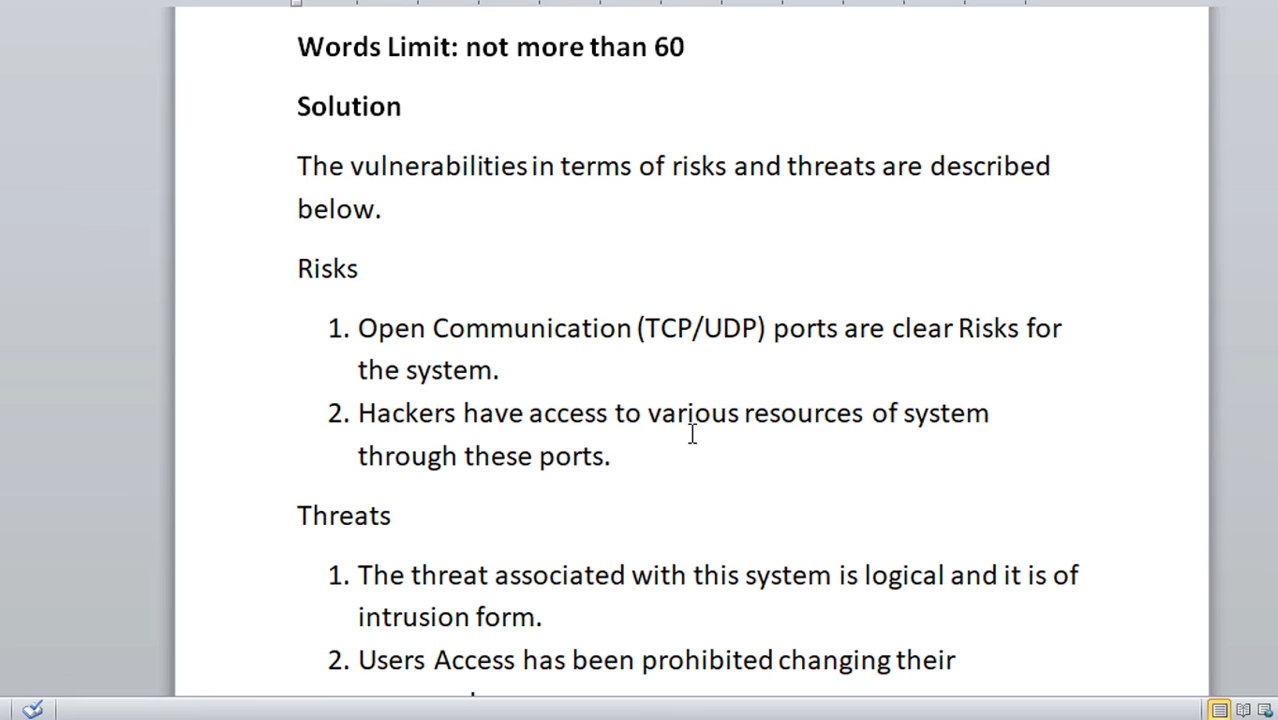 Words Limit: not more than 60
Solution
The vulnerabilities in terms of risks and threats are described
below.
Risks
1. Open Communication (TCP/UDP) ports are clear Risks for
the system.
2. Hackers have access to various resources of system
through these ports.
Threats
1. The threat associated with this system is logical and it is of
intrusion form.
2. Users Access has been prohibited changing their